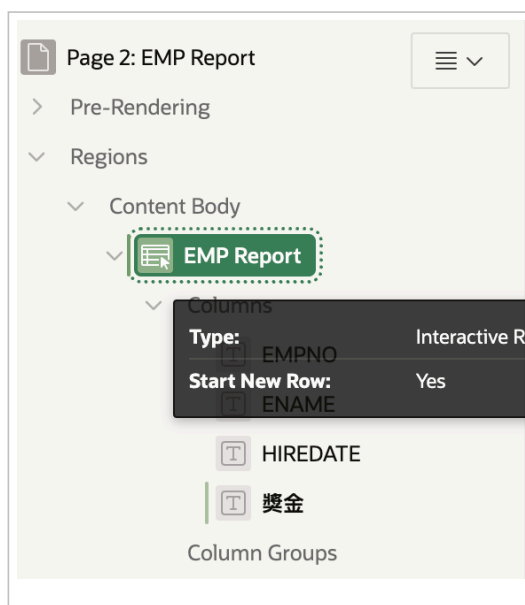 Page 2: EMP Report
Pre-Rendering
Regions
Content Body
EMP Report
Columns
Type: Interactive R
EMPNO
Start New Row: Yes
ENAME
HIREDATE
獎金
Column Groups